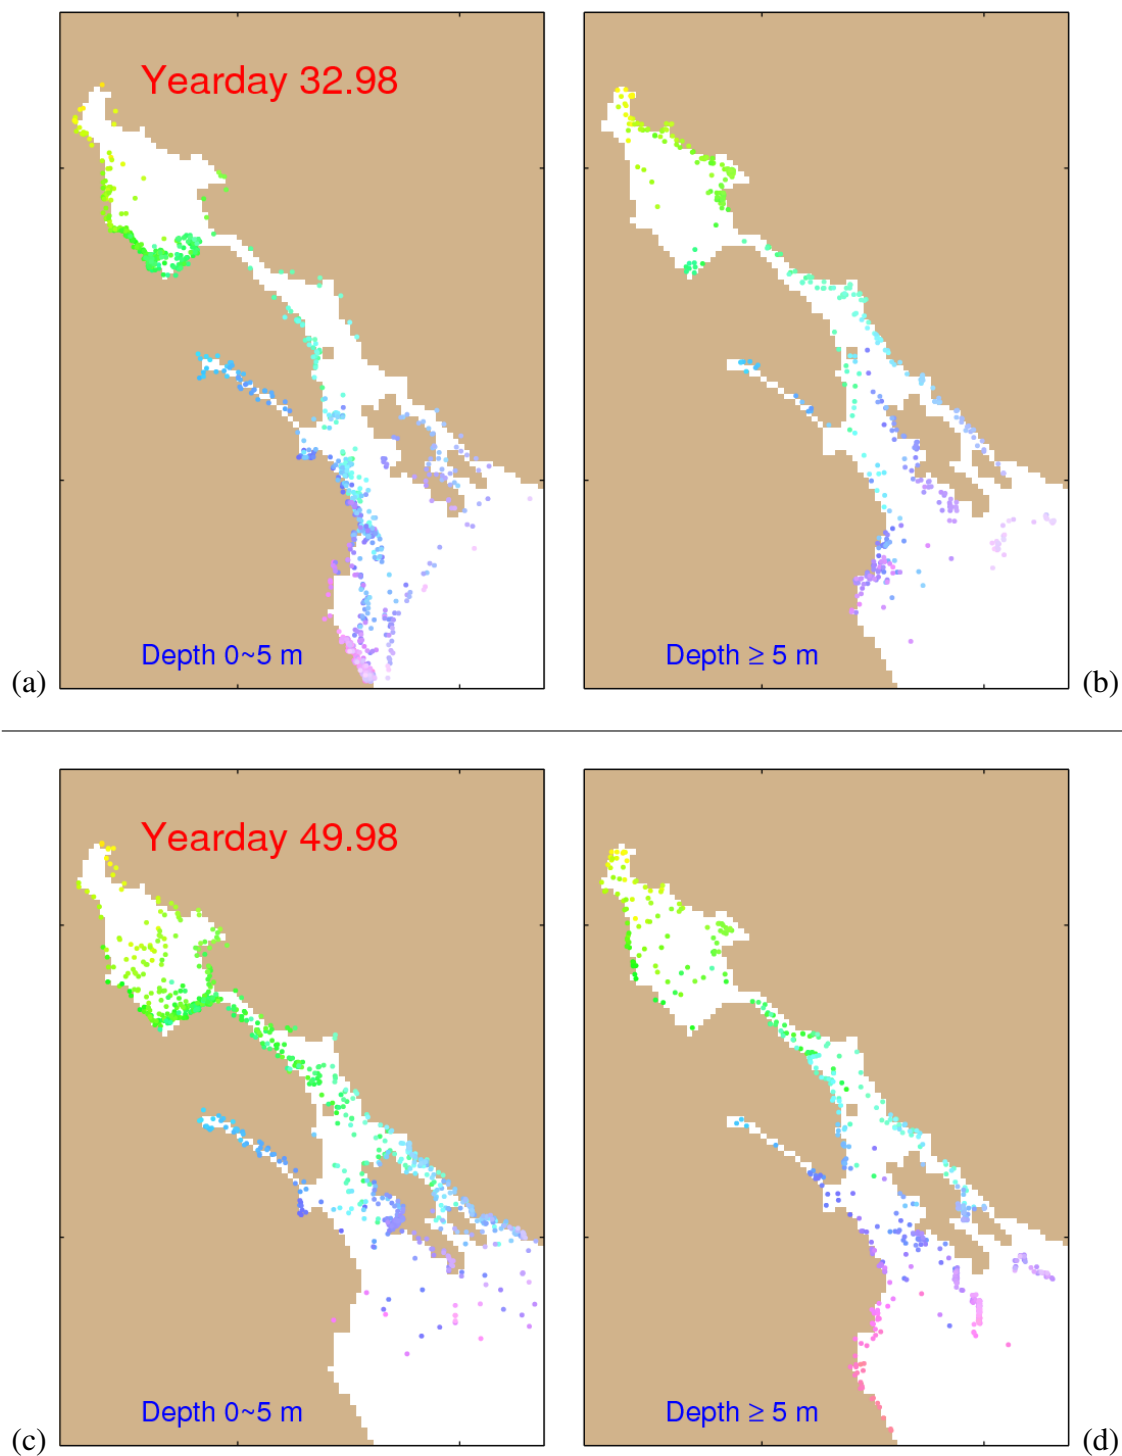 Yearday 32.98
Depth 0~5 m
Depth ≥ 5 m
(a)
(b)
Yearday 49.98
Depth 0~5 m
Depth ≥ 5 m
(c)
(d)